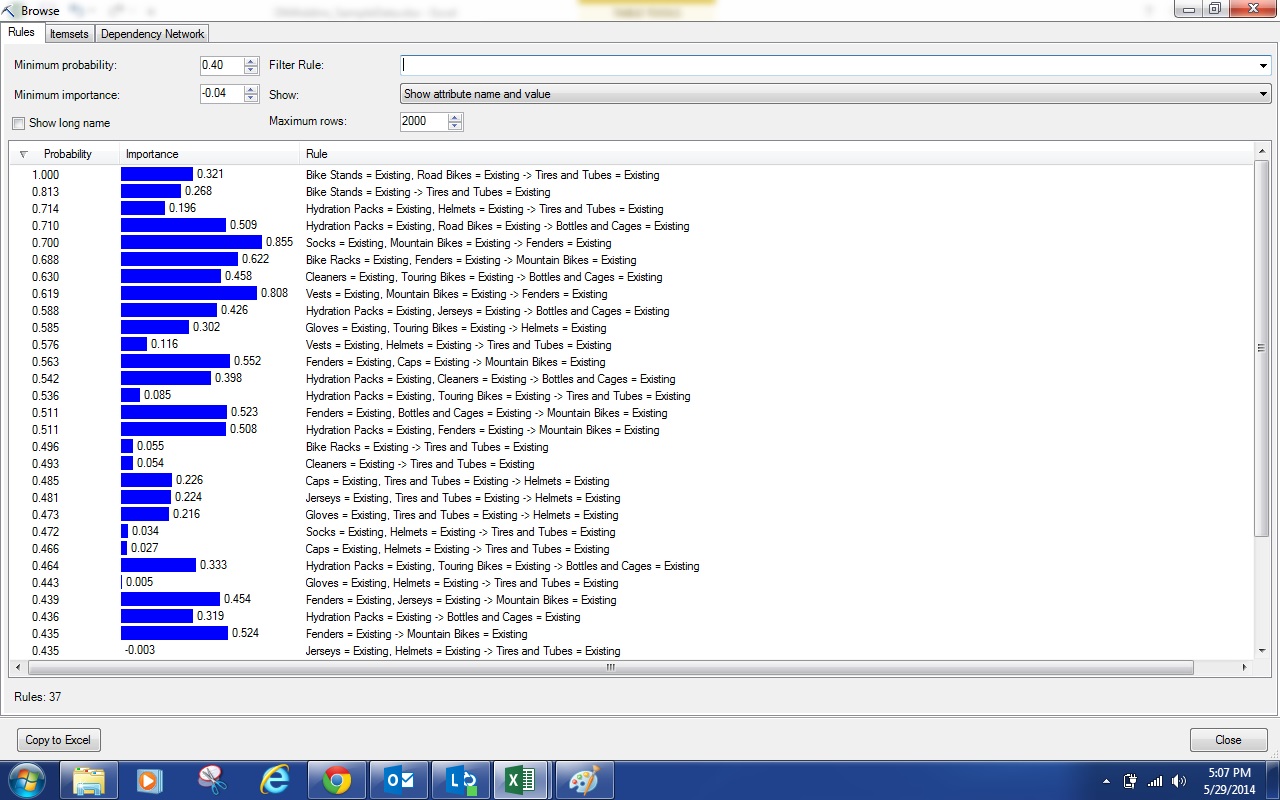 Browse
Rules Itemsets Dependency Network
Minimum probability: 0.40 Filter Rule:
Minimum importance: -0.04 Show: Show attribute name and value
Show long name Maximum rows: 2000
Probability Importance Rule
1.000 0.321 Bike Stands = Existing, Road Bikes = Existing -> Tires and Tubes = Existing
0.813 0.268 Bike Stands = Existing -> Tires and Tubes = Existing
0.714 0.196 Hydration Packs = Existing, Helmets = Existing -> Tires and Tubes = Existing
0.710 0.509 Hydration Packs = Existing, Road Bikes = Existing -> Bottles and Cages = Existing
0.700 0.855 Socks = Existing, Mountain Bikes = Existing -> Fenders = Existing
0.688 0.622 Bike Racks = Existing, Fenders = Existing -> Mountain Bikes = Existing
0.630 0.458 Cleaners = Existing, Touring Bikes = Existing -> Bottles and Cages = Existing
0.619 0.808 Vests = Existing, Mountain Bikes = Existing -> Fenders = Existing
0.588 0.426 Hydration Packs = Existing, Jerseys = Existing -> Bottles and Cages = Existing
0.585 0.302 Gloves = Existing, Touring Bikes = Existing -> Helmets = Existing
0.576 0.116 Vests = Existing, Helmets = Existing -> Tires and Tubes = Existing
0.563 0.552 Fenders = Existing, Caps = Existing -> Mountain Bikes = Existing
0.542 0.398 Hydration Packs = Existing, Cleaners = Existing -> Bottles and Cages = Existing
0.536 0.085 Hydration Packs = Existing, Touring Bikes = Existing -> Tires and Tubes = Existing
0.511 0.523 Fenders = Existing, Bottles and Cages = Existing -> Mountain Bikes = Existing
0.511 0.508 Hydration Packs = Existing, Fenders = Existing -> Mountain Bikes = Existing
0.496 0.055 Bike Racks = Existing -> Tires and Tubes = Existing
0.493 0.054 Cleaners = Existing -> Tires and Tubes = Existing
0.485 0.226 Caps = Existing, Tires and Tubes = Existing -> Helmets = Existing
0.481 0.224 Jerseys = Existing, Tires and Tubes = Existing -> Helmets = Existing
0.473 0.216 Gloves = Existing, Tires and Tubes = Existing -> Helmets = Existing
0.472 0.034 Socks = Existing, Helmets = Existing -> Tires and Tubes = Existing
0.466 0.027 Caps = Existing, Helmets = Existing -> Tires and Tubes = Existing
0.464 0.333 Hydration Packs = Existing, Touring Bikes = Existing -> Bottles and Cages = Existing
0.443 0.005 Gloves = Existing, Helmets = Existing -> Tires and Tubes = Existing
0.439 0.454 Fenders = Existing, Jerseys = Existing -> Mountain Bikes = Existing
0.436 0.319 Hydration Packs = Existing -> Bottles and Cages = Existing
0.435 0.524 Fenders = Existing -> Mountain Bikes = Existing
0.435 -0.003 Jerseys = Existing, Helmets = Existing -> Tires and Tubes = Existing
Rules: 37
Copy to Excel Close
5:07 PM
5/29/2014